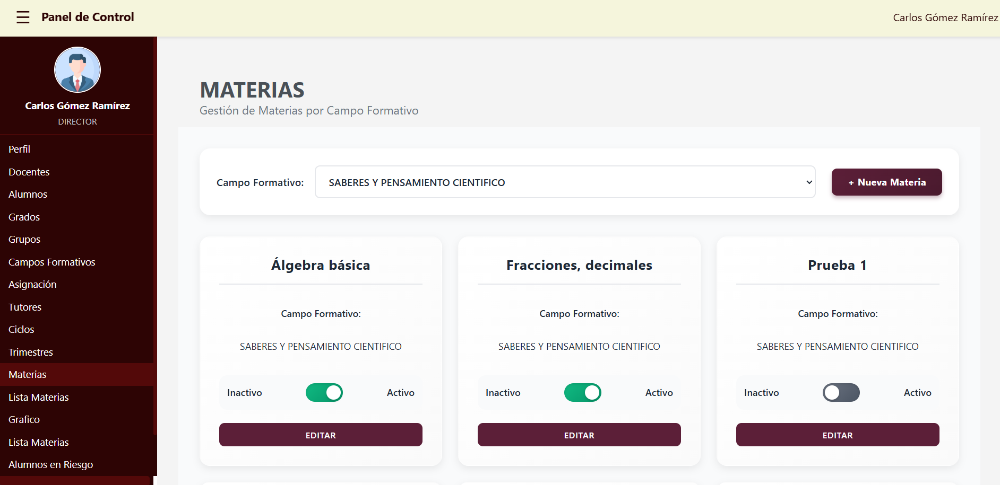 ☰ Panel de Control
Carlos Gómez Ramírez
Carlos Gómez Ramírez
DIRECTOR
Perfil
Docentes
Alumnos
Grados
Grupos
Campos Formativos
Asignación
Tutores
Ciclos
Trimestres
Materias
Lista Materias
Grafico
Lista Materias
Alumnos en Riesgo
MATERIAS
Gestión de Materias por Campo Formativo
Campo Formativo: SABERES Y PENSAMIENTO CIENTIFICO + Nueva Materia
Álgebra básica
Campo Formativo:
SABERES Y PENSAMIENTO CIENTIFICO
Inactivo Activo
EDITAR
Fracciones, decimales
Campo Formativo:
SABERES Y PENSAMIENTO CIENTIFICO
Inactivo Activo
EDITAR
Prueba 1
Campo Formativo:
SABERES Y PENSAMIENTO CIENTIFICO
Inactivo Activo
EDITAR